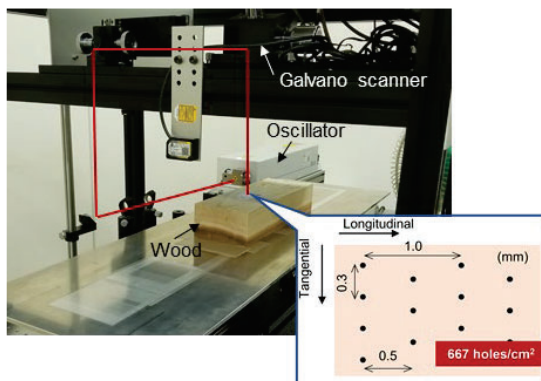 Galvano scanner
Oscillator
Wood
Longitudinal
1.0
(mm)
Tangential
0.3
0.5
667 holes/cm²